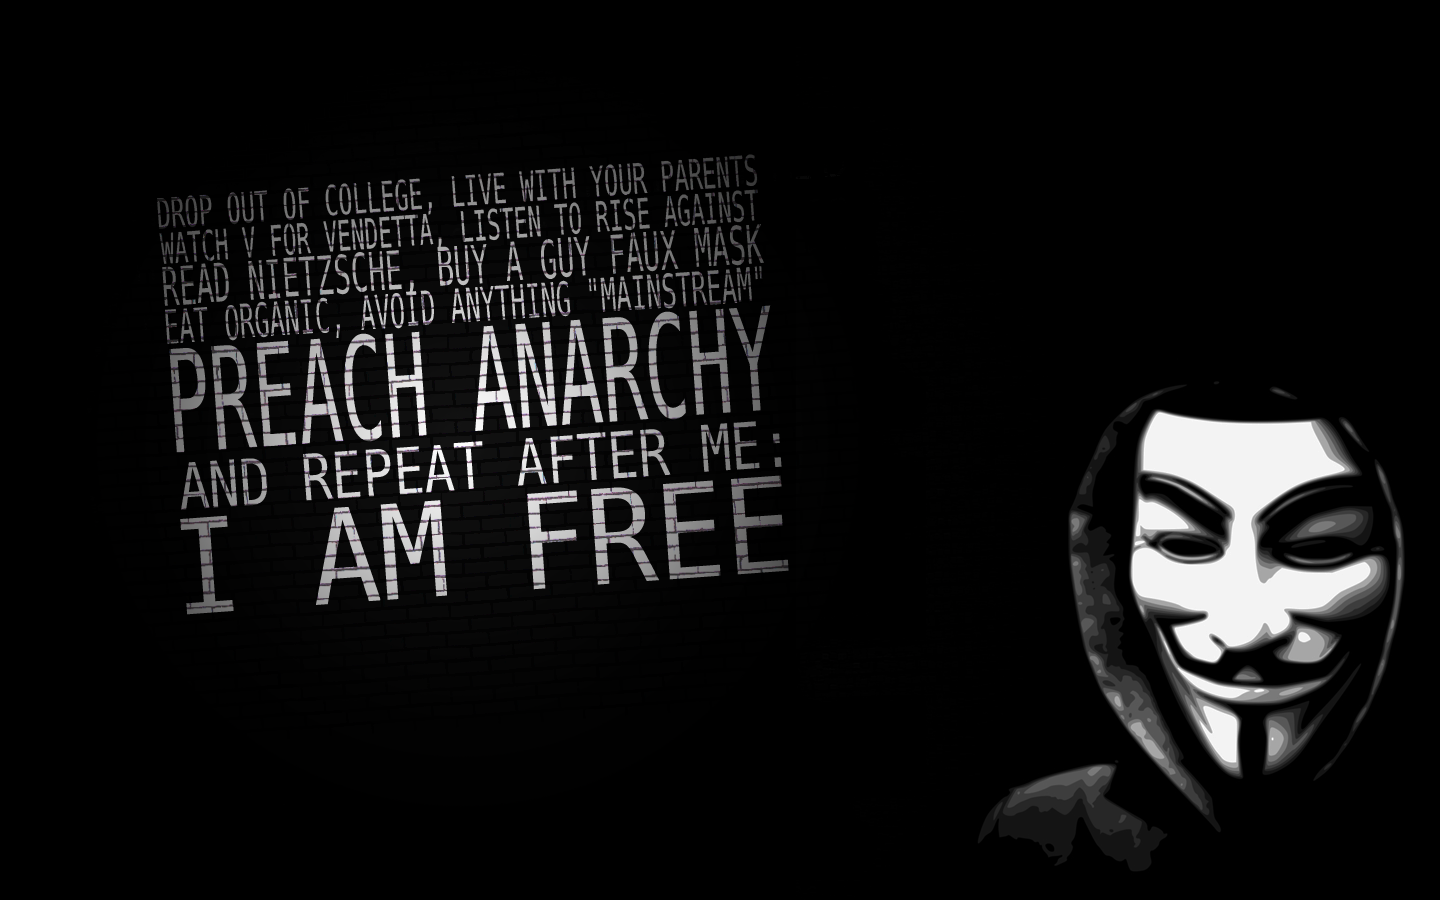 DROP OUT OF COLLEGE, LIVE WITH YOUR PARENTS
WATCH V FOR VENDETTA, LISTEN TO RISE AGAINST
READ NIETZSCHE, BUY A GUY FAUX MASK
EAT ORGANIC, AVOID ANYTHING "MAINSTREAM"
PREACH ANARCHY
AND REPEAT AFTER ME:
I AM FREE